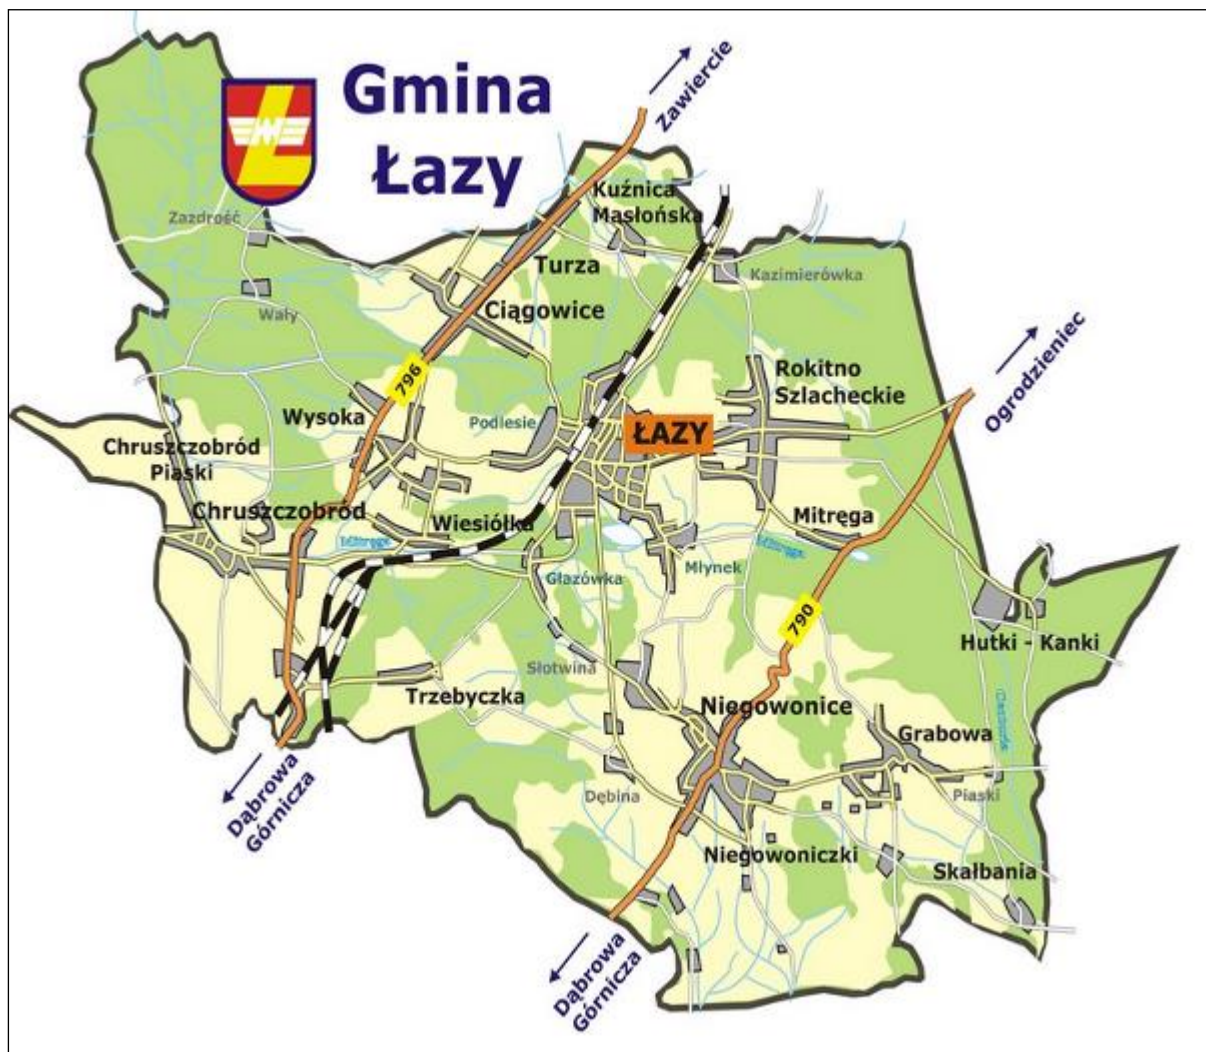 Gmina
Łazy
Zawiercie
Kuźnica
Masłońska
Zazdrość
Turza
Kazimierówka
Wały
Ciągowice
Ogrodzieniec
796
Rokitno
Szlacheckie
Wysoka
Podlesie
ŁAZY
Chruszczobród
Piaski
Chruszczobród
Wiesiółka
Mitręga
Mitręga
Mitręga
Głazówka
Młynek
790
Hutki - Kanki
Słotwina
Trzebyczka
Niegowonice
Grabowa
Dąbrowa
Górnicza
Dębina
Piaski
Niegowoniczki
Skałbania
Dąbrowa
Górnicza